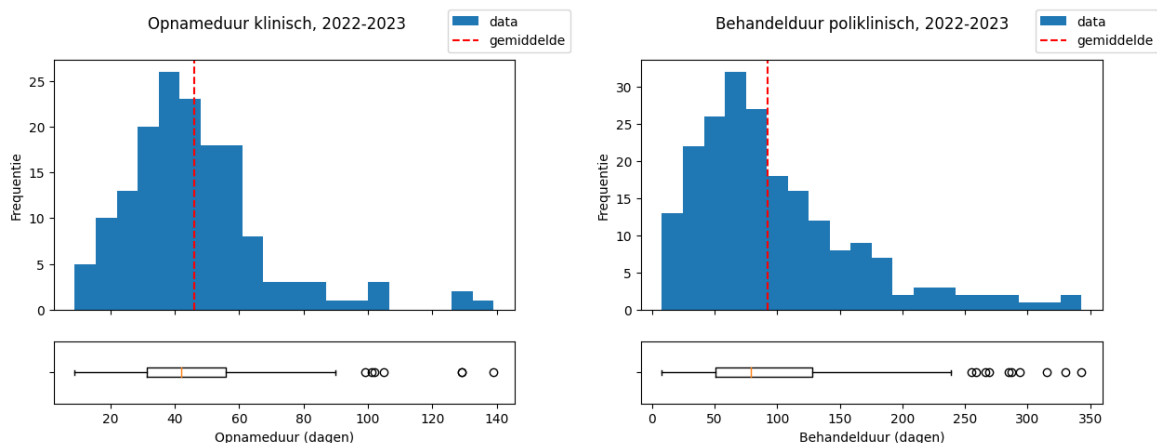 Opnameduur klinisch, 2022-2023
data
gemiddelde
Frequentie
25
20
15
10
5
0
20
40
60
80
100
120
140
Opnameduur (dagen)
Behandelduur poliklinisch, 2022-2023
data
gemiddelde
Frequentie
30
25
20
15
10
5
0
0
50
100
150
200
250
300
350
Behandelduur (dagen)